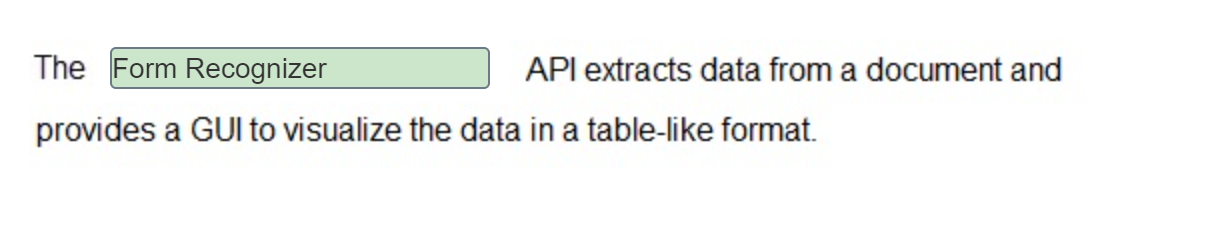 The Form Recognizer API extracts data from a document and
provides a GUI to visualize the data in a table-like format.